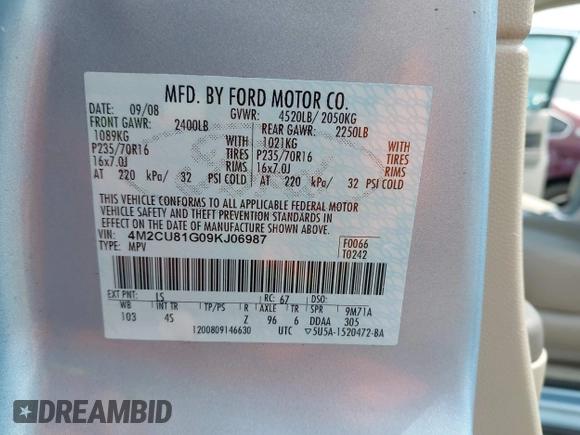 MFD. BY FORD MOTOR CO.
DATE: 09/08 GVWR: 4520LB/ 2050KG
FRONT GAWR: 2400LB REAR GAWR: 2250LB
1089KG WITH 1021KG WITH
P235/70R16 TIRES P235/70R16 TIRES
16x7.0J RIMS 16x7.0J RIMS
AT 220 kPa/ 32 PSI COLD AT 220 kPa/ 32 PSI COLD
THIS VEHICLE CONFORMS TO ALL APPLICABLE FEDERAL MOTOR
VEHICLE SAFETY AND THEFT PREVENTION STANDARDS IN
EFFECT ON THE DATE OF MANUFACTURE SHOWN ABOVE.
VIN: 4M2CU81G09KJ06987 F0066
TYPE: MPV T0242
EXT PNT: LS RC: 67 DSO:
WB INT TR TP/PS R AXLE TR SPR 9M71A
103 4S Z 96 6 DDAA 305
1200809146630 UTC ▽5U5A-1520472-BA
Ford
DREAMBID